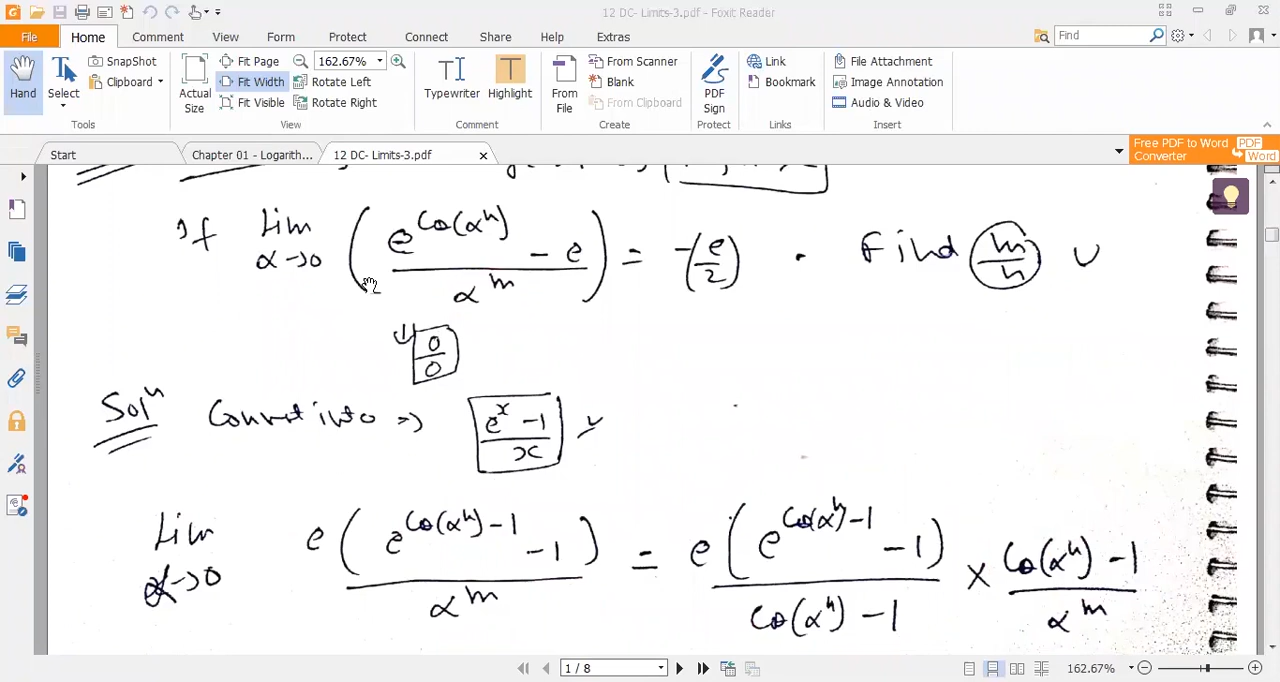 12 DC- Limits-3.pdf - Foxit Reader
File Home Comment View Form Protect Connect Share Help Extras Find
SnapShot Fit Page 162.67% From Scanner Link File Attachment
Clipboard Fit Width Rotate Left Blank Bookmark Image Annotation
Hand Select Actual Size Fit Visible Rotate Right Typewriter Highlight From File From Clipboard PDF Sign Audio & Video
Tools View Comment Create Protect Links Insert
Start Chapter 01 - Logarith... 12 DC- Limits-3.pdf Free PDF to Word Converter PDF Word
If Lim α→0 ( (e^{Cos(α^n)} - e) / α^m ) = -(e/2) . Find (m/n)
0/0
Solⁿ Convert into ⇒ (e^x - 1)/x
Lim α→0 e(e^{Cos(α^n)-1} - 1) / α^m = e(e^{Cos(α^n)-1} - 1) / (Cos(α^n) - 1) × (Cos(α^n) - 1) / α^m
1 / 8 162.67%